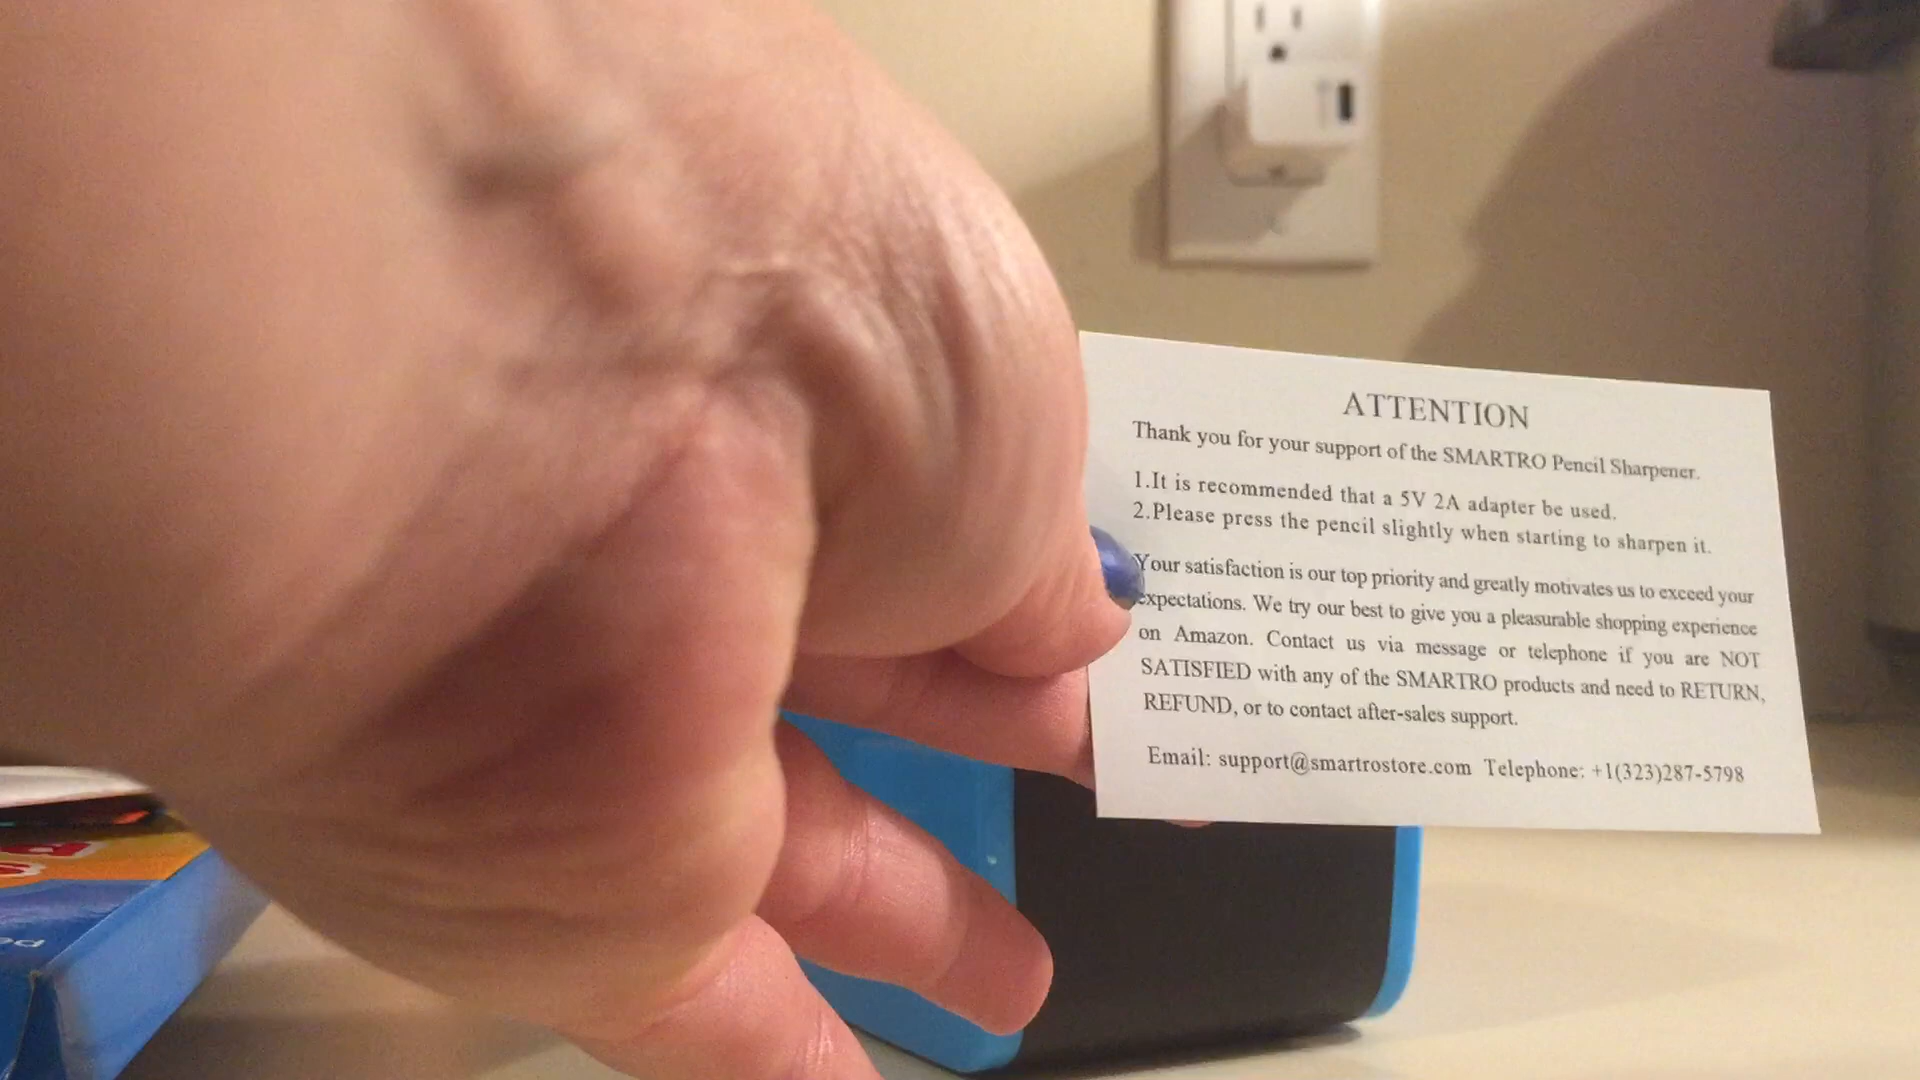 ATTENTION
Thank you for your support of the SMARTRO Pencil Sharpener.
1.It is recommended that a 5V 2A adapter be used.
2.Please press the pencil slightly when starting to sharpen it.
Your satisfaction is our top priority and greatly motivates us to exceed your
expectations. We try our best to give you a pleasurable shopping experience
on Amazon. Contact us via message or telephone if you are NOT
SATISFIED with any of the SMARTRO products and need to RETURN,
REFUND, or to contact after-sales support.
Email: support@smartrostore.com Telephone: +1(323)287-5798